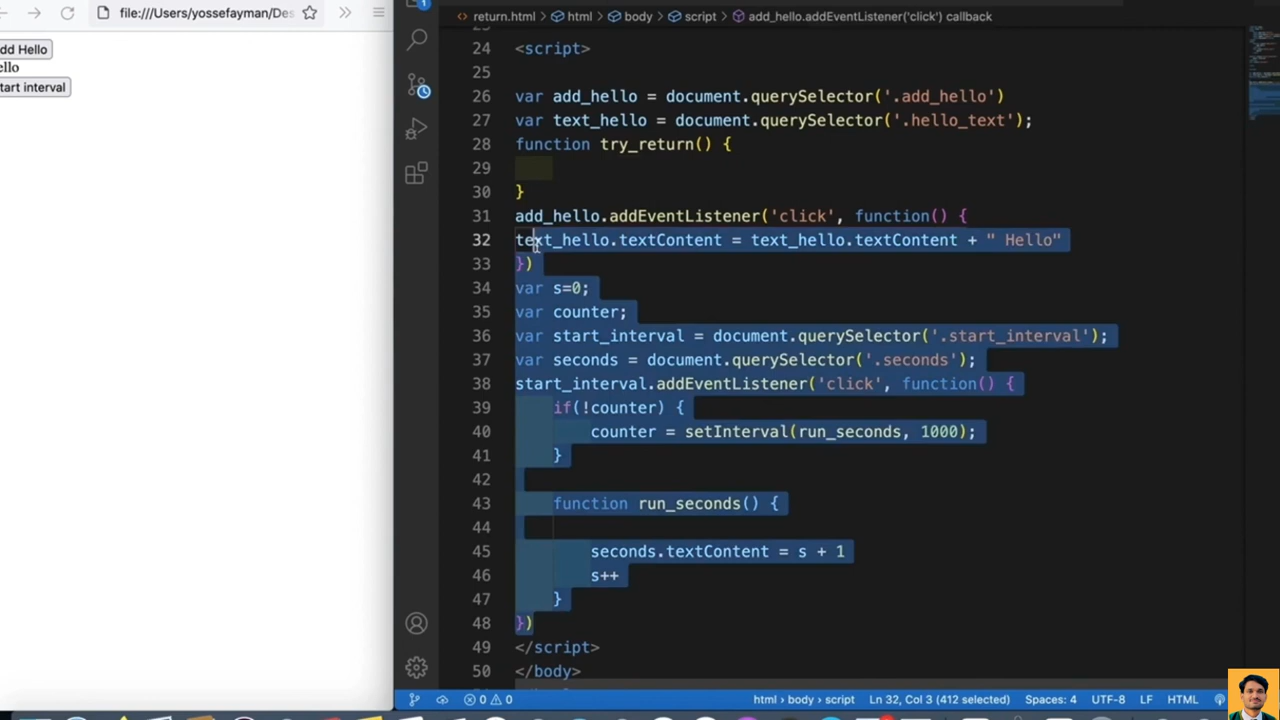 file:///Users/yossefayman/Des
dd Hello
ello
tart interval
1
return.html > html > body > script > add_hello.addEventListener('click') callback
24 <script>
25
26 var add_hello = document.querySelector('.add_hello')
27 var text_hello = document.querySelector('.hello_text');
28 function try_return() {
29
30 }
31 add_hello.addEventListener('click', function() {
32 text_hello.textContent = text_hello.textContent + " Hello"
33 })
34 var s=0;
35 var counter;
36 var start_interval = document.querySelector('.start_interval');
37 var seconds = document.querySelector('.seconds');
38 start_interval.addEventListener('click', function() {
39 if(!counter) {
40 counter = setInterval(run_seconds, 1000);
41 }
42
43 function run_seconds() {
44
45 seconds.textContent = s + 1
46 s++
47 }
48 })
49 </script>
50 </body>
0 0 html > body > script Ln 32, Col 3 (412 selected) Spaces: 4 UTF-8 LF HTML